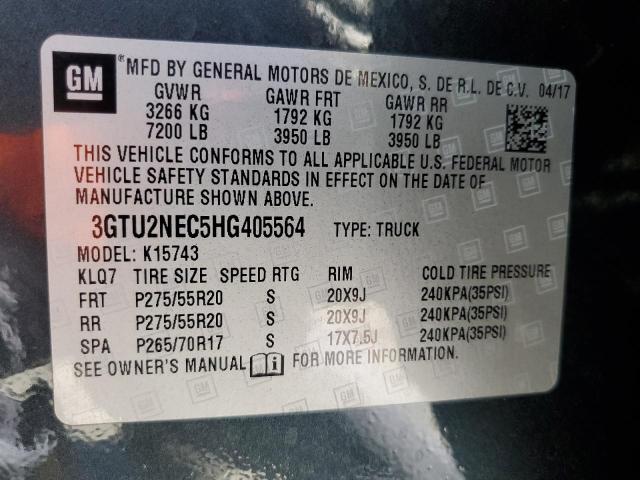 GM ® MFD BY GENERAL MOTORS DE MEXICO, S. DE R.L. DE C.V. 04/17
GVWR GAWR FRT GAWR RR
3266 KG 1792 KG 1792 KG
7200 LB 3950 LB 3950 LB
THIS VEHICLE CONFORMS TO ALL APPLICABLE U.S. FEDERAL MOTOR
VEHICLE SAFETY STANDARDS IN EFFECT ON THE DATE OF
MANUFACTURE SHOWN ABOVE.
3GTU2NEC5HG405564 TYPE: TRUCK
MODEL: K15743
KLQ7 TIRE SIZE SPEED RTG RIM COLD TIRE PRESSURE
FRT P275/55R20 S 20X9J 240KPA(35PSI)
RR P275/55R20 S 20X9J 240KPA(35PSI)
SPA P265/70R17 S 17X7.5J 240KPA(35PSI)
SEE OWNER'S MANUAL FOR MORE INFORMATION.